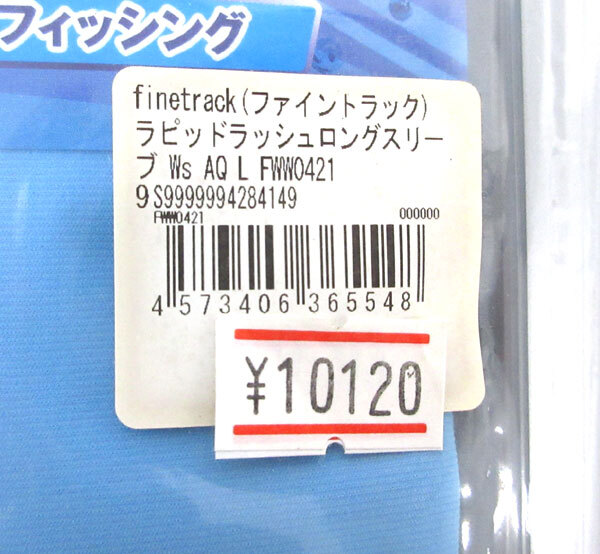 フィッシング
finetrack(ファイントラック)
ラピッドラッシュロングスリー
ブ Ws AQ L FWW0421
9S9999994284149
FWW0421 000000
4 573406 365548
¥10120